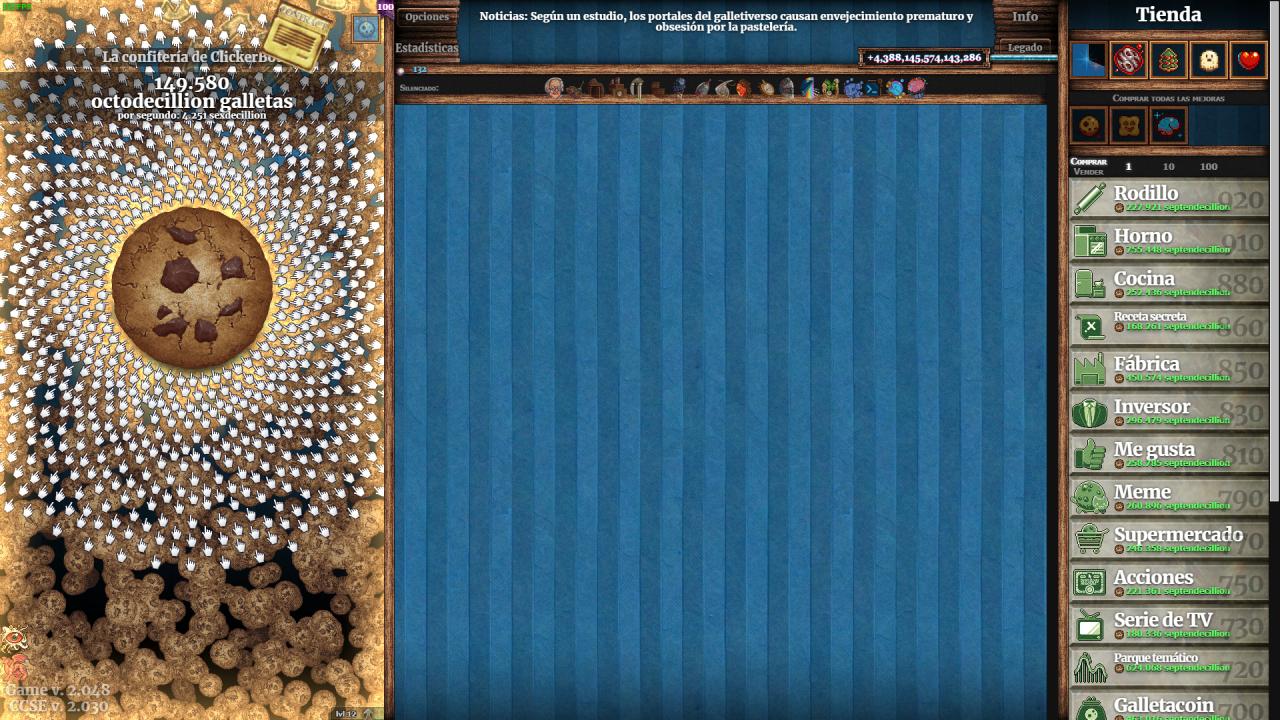 100
La confitería de
149.580
octodecillion galletas
por segundo: 4 251 sexdecillion
Game v. 2.048
CCSE v. 2.030
lvl 12
Opciones
Estadísticas
Noticias: Según un estudio, los portales del galletiverso causan envejecimiento prematuro y
obsesión por la pastelería.
Info
Legado
+4,388,145,574,143,286
132
Silenciado:
Tienda
Comprar todas las mejoras
Comprar 1 10 100
Vender
Rodillo 920
227.921 septendecillion
Horno 910
755.448 septendecillion
Cocina 880
252.436 septendecillion
Receta secreta 860
168.261 septendecillion
Fábrica 850
450.574 septendecillion
Inversor 830
296.479 septendecillion
Me gusta 810
258.785 septendecillion
Meme 790
260.896 septendecillion
Supermercado
246.358 septendecillion
Acciones 750
221.361 septendecillion
Serie de TV 730
180.336 septendecillion
Parque temático 720
624.068 septendecillion
Galletacoin 700